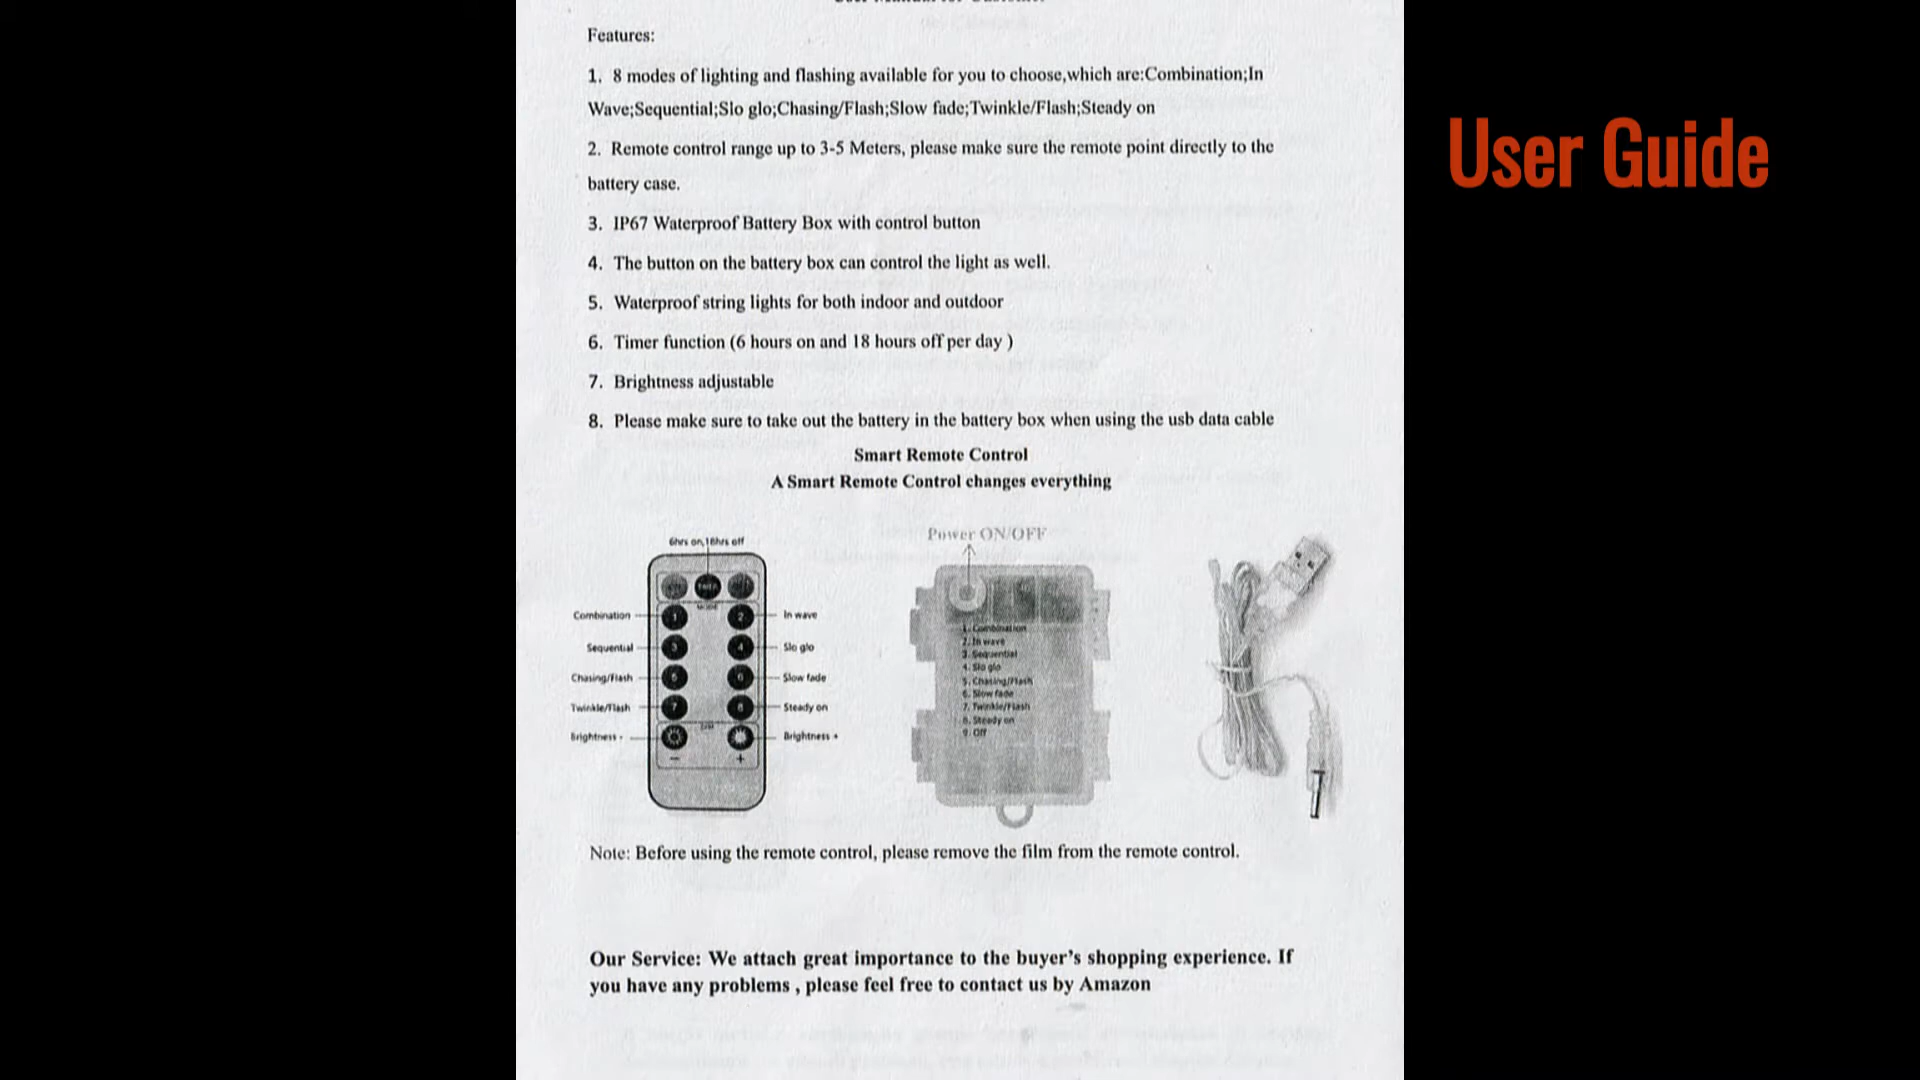 Features:
1. 8 modes of lighting and flashing available for you to choose,which are:Combination;In
Wave;Sequential;Slo glo;Chasing/Flash;Slow fade;Twinkle/Flash;Steady on
2. Remote control range up to 3-5 Meters, please make sure the remote point directly to the
battery case.
3. IP67 Waterproof Battery Box with control button
4. The button on the battery box can control the light as well.
5. Waterproof string lights for both indoor and outdoor
6. Timer function (6 hours on and 18 hours off per day )
7. Brightness adjustable
8. Please make sure to take out the battery in the battery box when using the usb data cable
Smart Remote Control
A Smart Remote Control changes everything
6hrs on,18hrs off
1
2
3
4
5
6
7
8
Combination
Sequential
Chasing/Flash
Twinkle/Flash
Brightness -
In wave
Slo glo
Slow fade
Steady on
Brightness +
−
+
Power ON/OFF
1. Combination
2. In wave
3. Sequential
4. Slo glo
5. Chasing/Flash
6. Slow fade
7. Twinkle/Flash
8. Steady on
9. Off
Note: Before using the remote control, please remove the film from the remote control.
Our Service: We attach great importance to the buyer's shopping experience. If
you have any problems , please feel free to contact us by Amazon
User Guide